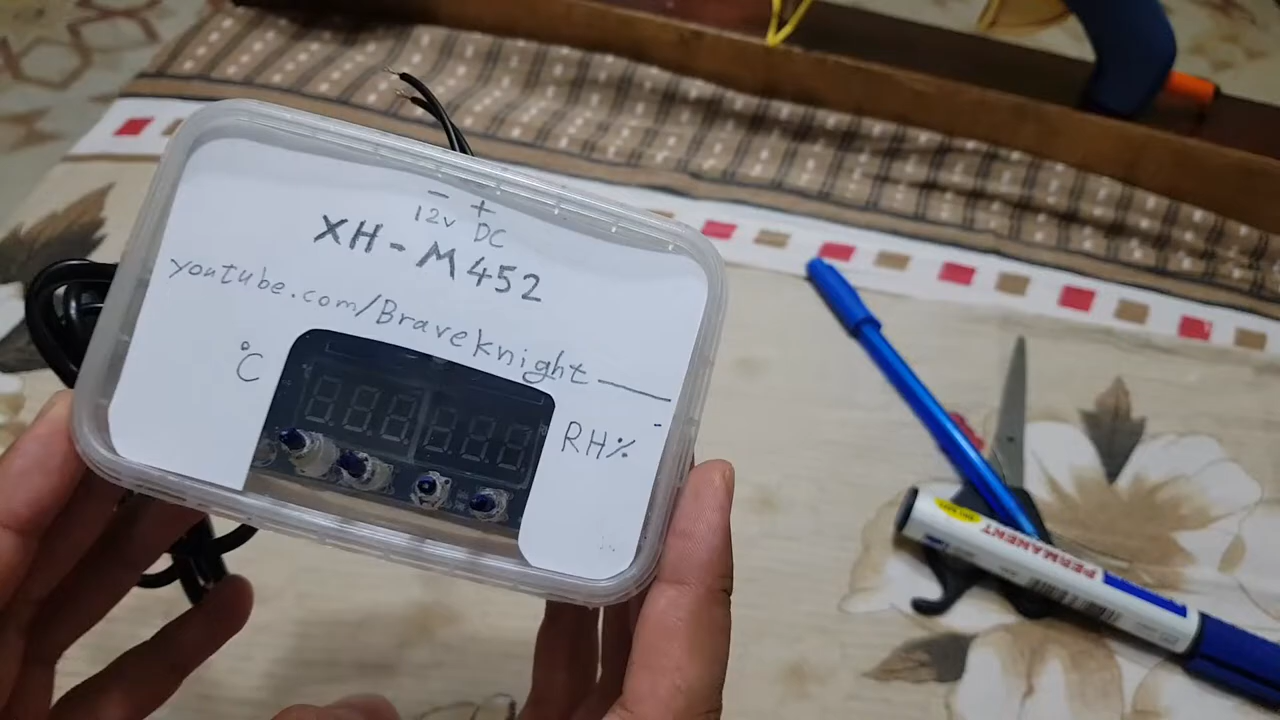 - +
12v DC
XH-M452
youtube.com/Braveknight
°C
RH%
PERMANENT